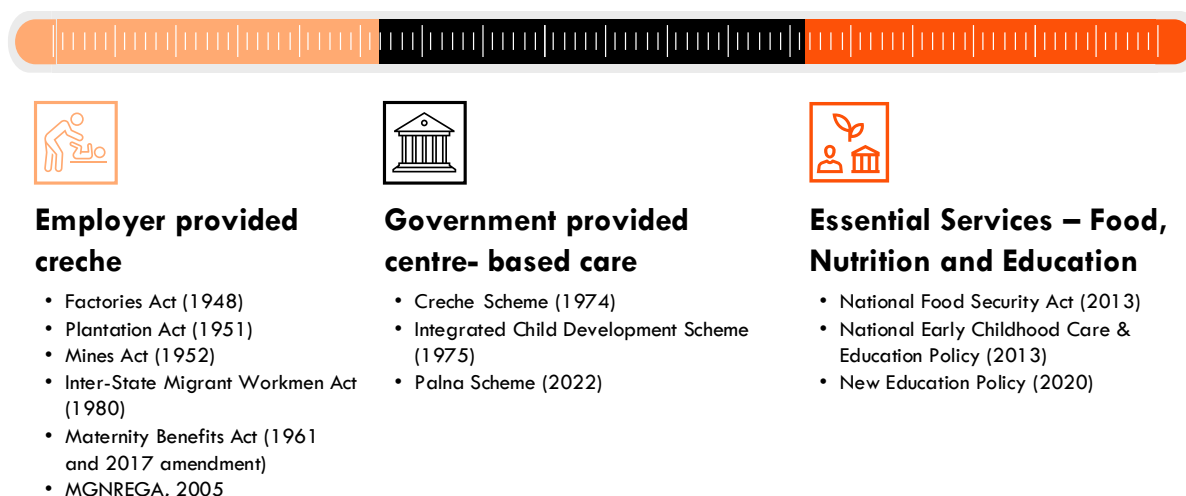 Employer provided
creche
• Factories Act (1948)
• Plantation Act (1951)
• Mines Act (1952)
• Inter-State Migrant Workmen Act
(1980)
• Maternity Benefits Act (1961
and 2017 amendment)
• MGNREGA, 2005
Government provided
centre- based care
• Creche Scheme (1974)
• Integrated Child Development Scheme
(1975)
• Palna Scheme (2022)
Essential Services – Food,
Nutrition and Education
• National Food Security Act (2013)
• National Early Childhood Care &
Education Policy (2013)
• New Education Policy (2020)